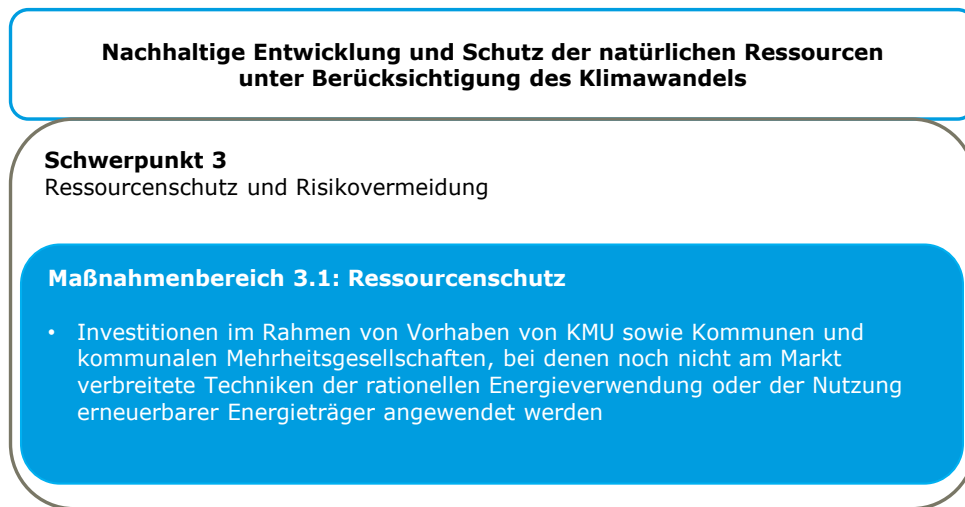 Nachhaltige Entwicklung und Schutz der natürlichen Ressourcen
unter Berücksichtigung des Klimawandels
Schwerpunkt 3
Ressourcenschutz und Risikovermeidung
Maßnahmenbereich 3.1: Ressourcenschutz
• Investitionen im Rahmen von Vorhaben von KMU sowie Kommunen und
kommunalen Mehrheitsgesellschaften, bei denen noch nicht am Markt
verbreitete Techniken der rationellen Energieverwendung oder der Nutzung
erneuerbarer Energieträger angewendet werden